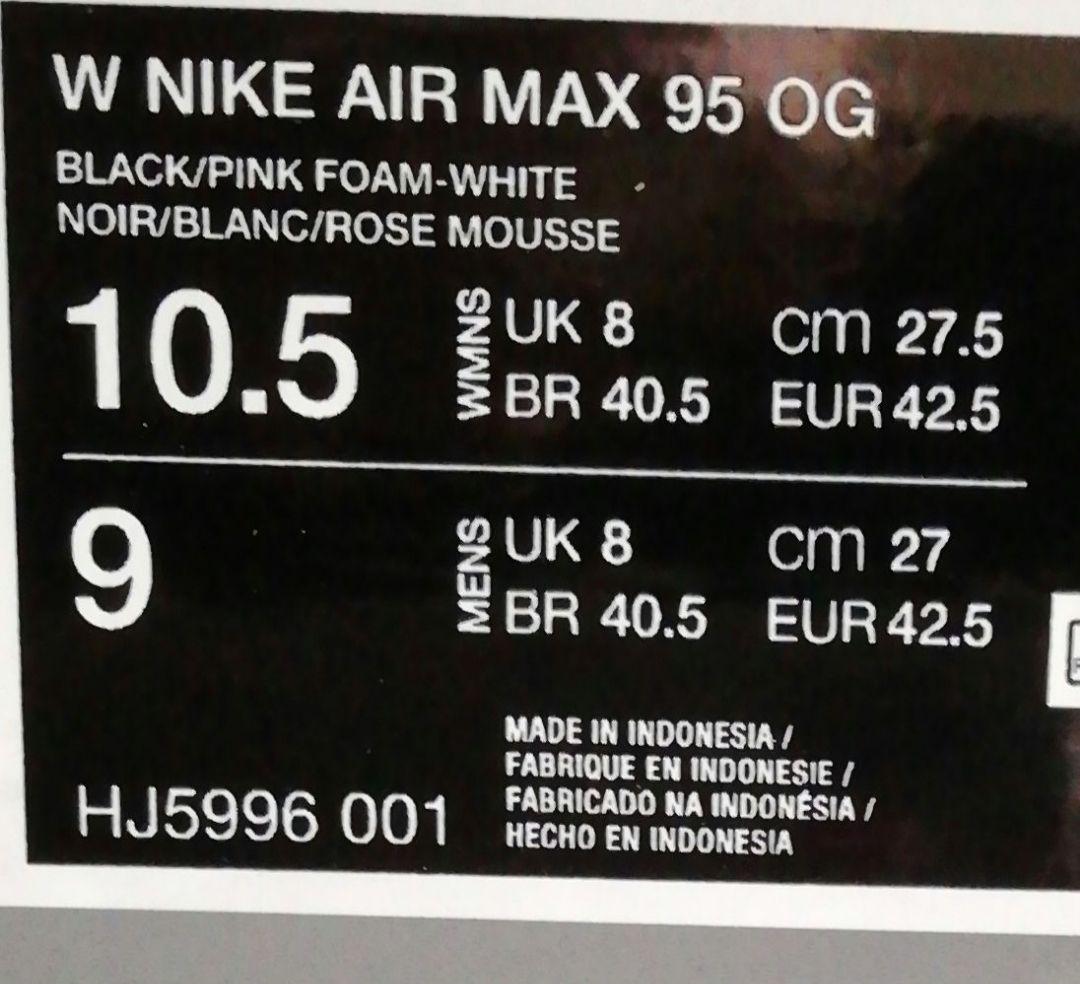 W NIKE AIR MAX 95 OG
BLACK/PINK FOAM-WHITE
NOIR/BLANC/ROSE MOUSSE
10.5 WMNS UK 8 cm 27.5
BR 40.5 EUR 42.5
9 MENS UK 8 cm 27
BR 40.5 EUR 42.5
MADE IN INDONESIA /
FABRIQUE EN INDONESIE /
FABRICADO NA INDONÉSIA /
HECHO EN INDONESIA
HJ5996 001